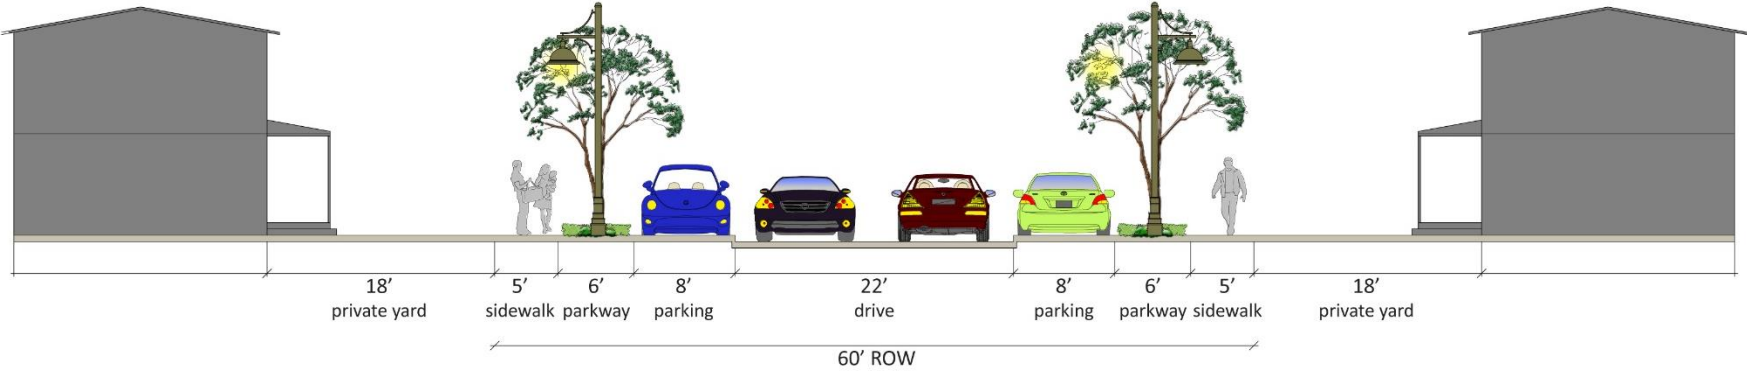 18’ 5’ 6’ 8’ 22’ 8’ 6’ 5’ 18’
private yard sidewalk parkway parking drive parking parkway sidewalk private yard
60’ ROW